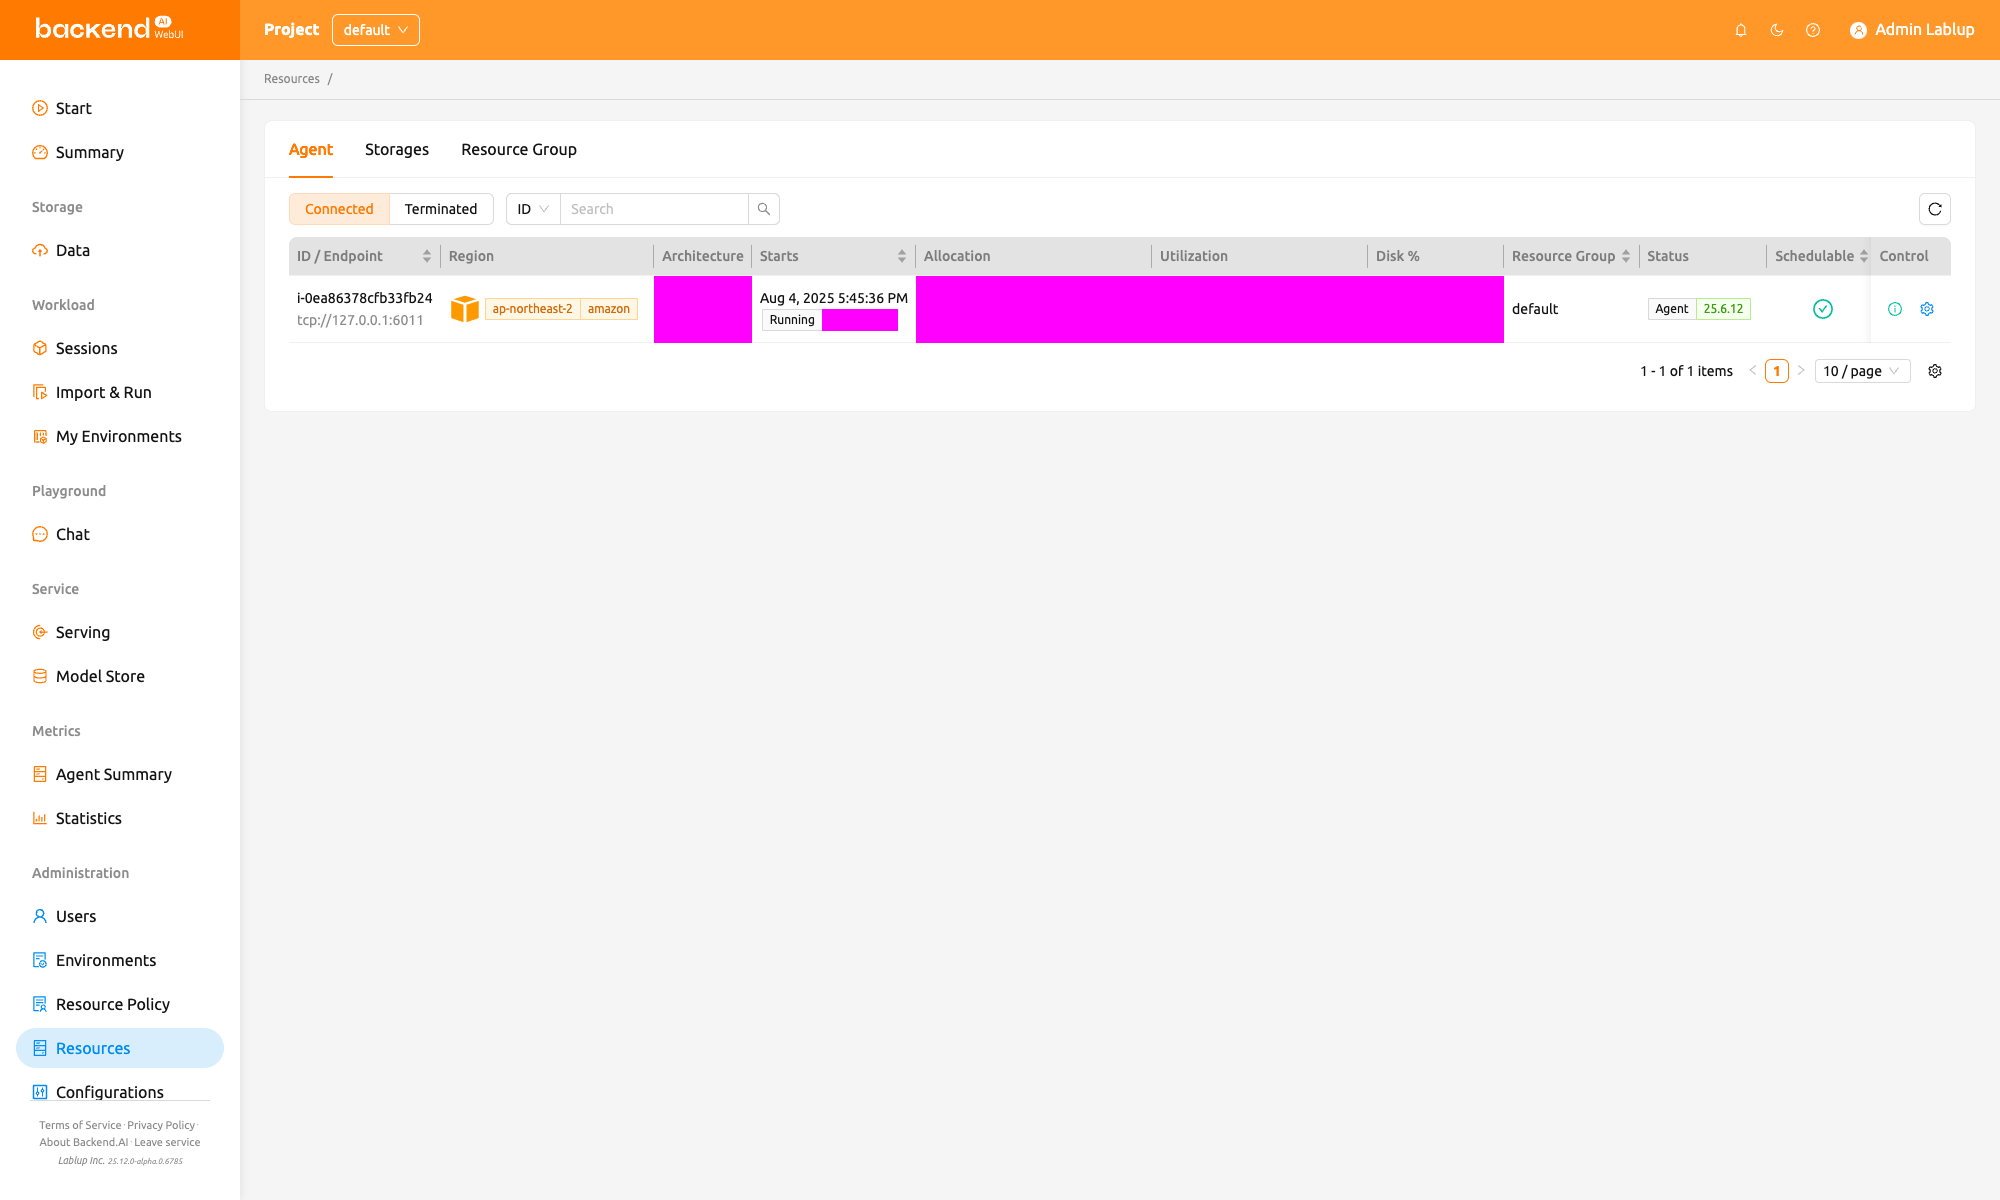 backend AI WebUI
Project default
Admin Lablup
Resources /
Start
Summary
Storage
Data
Workload
Sessions
Import & Run
My Environments
Playground
Chat
Service
Serving
Model Store
Metrics
Agent Summary
Statistics
Administration
Users
Environments
Resource Policy
Resources
Configurations
Terms of Service · Privacy Policy ·
About Backend.AI · Leave service
Lablup Inc. 25.12.0-alpha.0.6785
Agent Storages Resource Group
Connected Terminated ID Search
ID / Endpoint Region Architecture Starts Allocation Utilization Disk % Resource Group Status Schedulable Control
i-0ea86378cfb33fb24 ap-northeast-2 amazon Aug 4, 2025 5:45:36 PM default Agent 25.6.12
tcp://127.0.0.1:6011 Running
1 - 1 of 1 items 1 10 / page